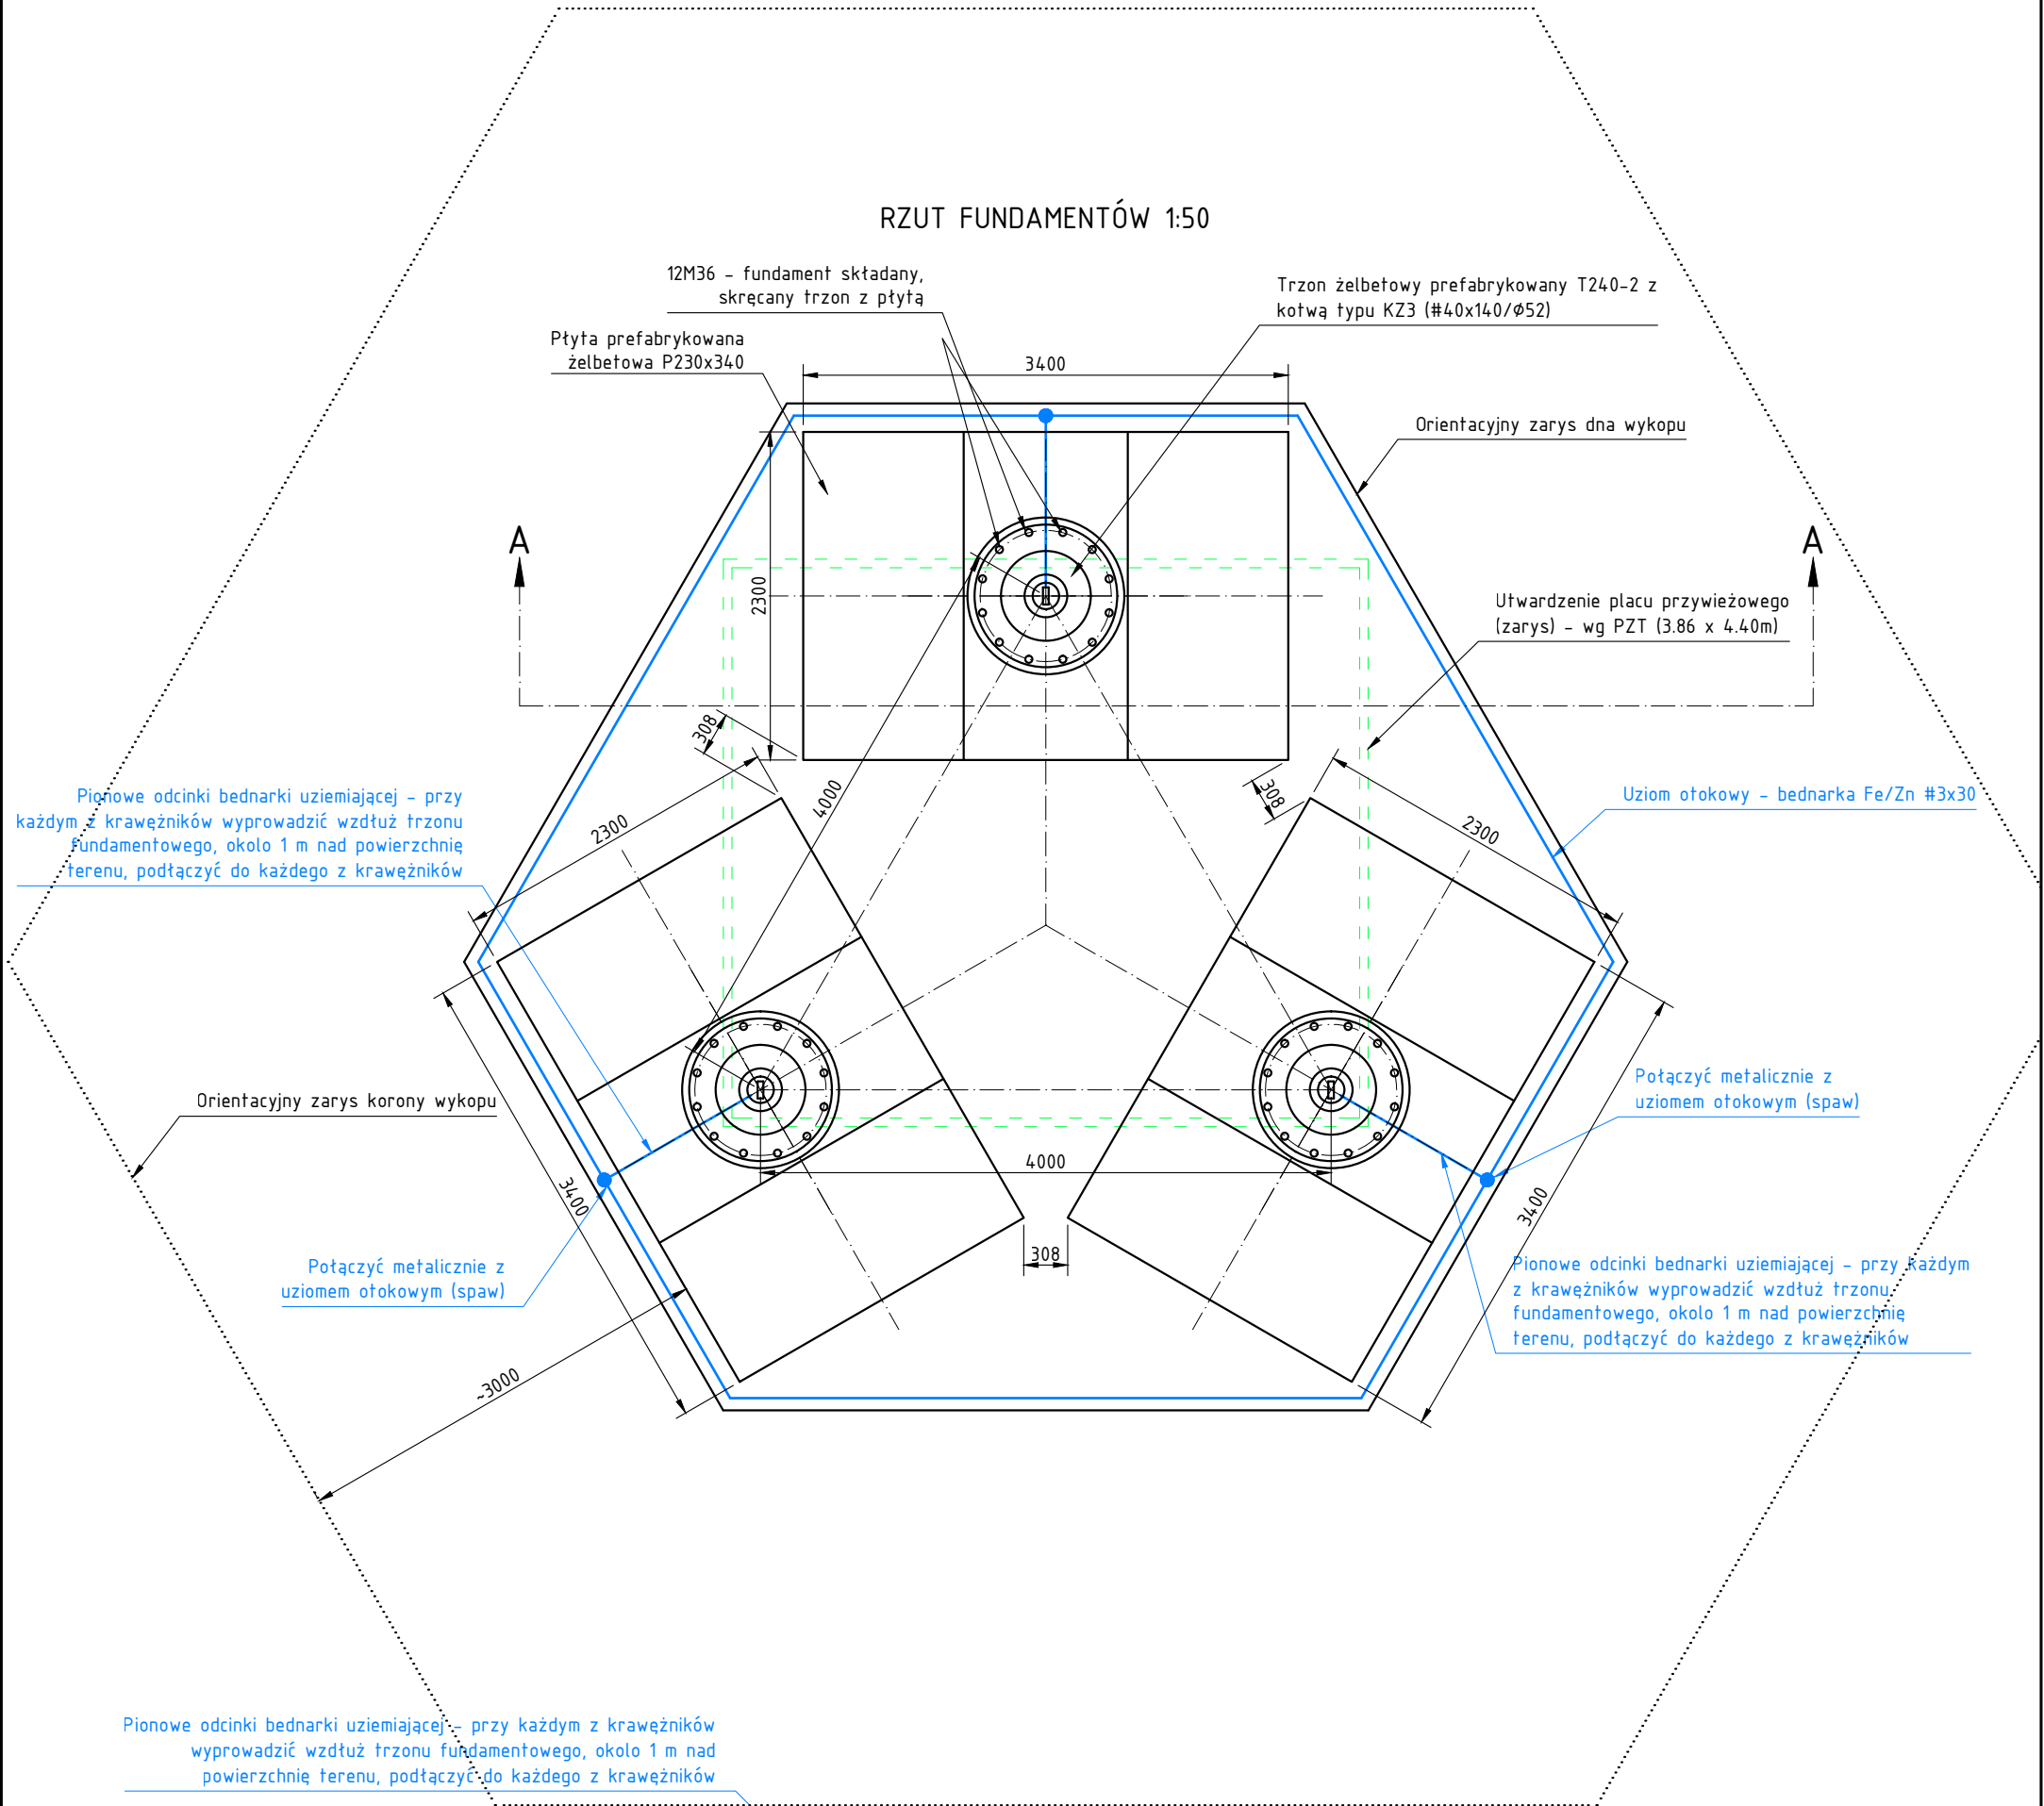 RZUT FUNDAMENTÓW 1:50
12M36 - fundament składany,
skręcany trzon z płytą
Trzon żelbetowy prefabrykowany T240-2 z
kotwą typu KZ3 (#40x140/Φ52)
Płyta prefabrykowana
żelbetowa P230x340
3400
Orientacyjny zarys dna wykopu
A
A
2300
Utwardzenie placu przywieżowego
(zarys) - wg PZT (3.86 x 4.40m)
308
308
4000
Pionowe odcinki bednarki uziemiającej - przy
każdym z krawężników wyprowadzić wzdłuż trzonu
fundamentowego, około 1 m nad powierzchnię
terenu, podłączyć do każdego z krawężników
Uziom otokowy - bednarka Fe/Zn #3x30
2300
2300
Połączyć metalicznie z
uziomem otokowym (spaw)
Orientacyjny zarys korony wykopu
4000
3400
3400
308
Połączyć metalicznie z
uziomem otokowym (spaw)
Pionowe odcinki bednarki uziemiającej - przy każdym
z krawężników wyprowadzić wzdłuż trzonu
fundamentowego, około 1 m nad powierzchnię
terenu, podłączyć do każdego z krawężników
~3000
Pionowe odcinki bednarki uziemiającej - przy każdym z krawężników
wyprowadzić wzdłuż trzonu fundamentowego, około 1 m nad
powierzchnię terenu, podłączyć do każdego z krawężników